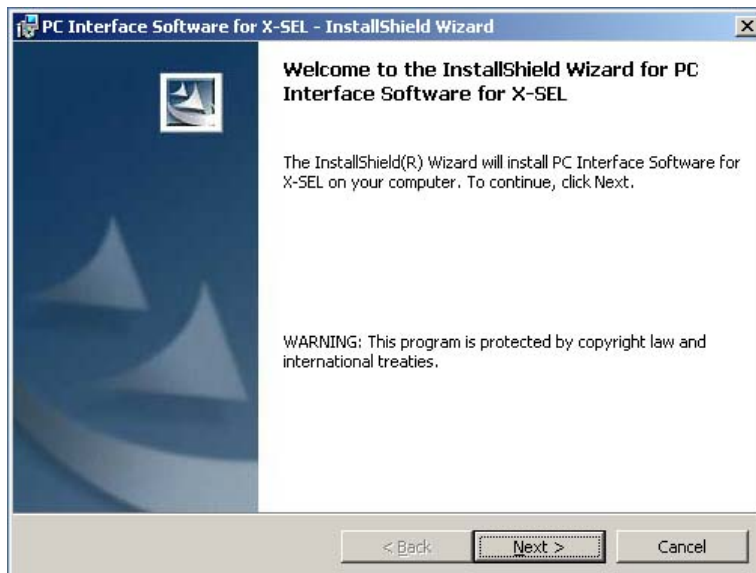 PC Interface Software for X-SEL - InstallShield Wizard
Welcome to the InstallShield Wizard for PC
Interface Software for X-SEL
The InstallShield(R) Wizard will install PC Interface Software for
X-SEL on your computer. To continue, click Next.
WARNING: This program is protected by copyright law and
international treaties.
< Back
Next >
Cancel